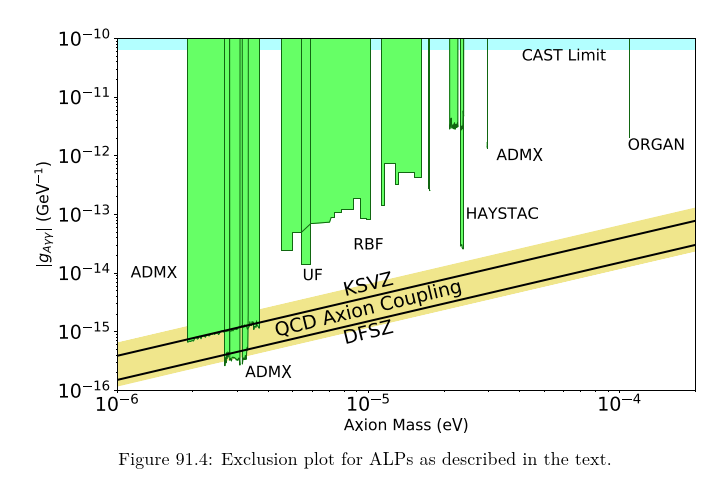 10⁻¹⁰
CAST Limit
10⁻¹¹
ORGAN
10⁻¹²
ADMX
|g_Aγγ| (GeV⁻¹)
10⁻¹³
HAYSTAC
RBF
ADMX
UF
10⁻¹⁴
KSVZ
QCD Axion Coupling
10⁻¹⁵
DFSZ
ADMX
10⁻¹⁶
10⁻⁶ 10⁻⁵ 10⁻⁴
Axion Mass (eV)
Figure 91.4: Exclusion plot for ALPs as described in the text.